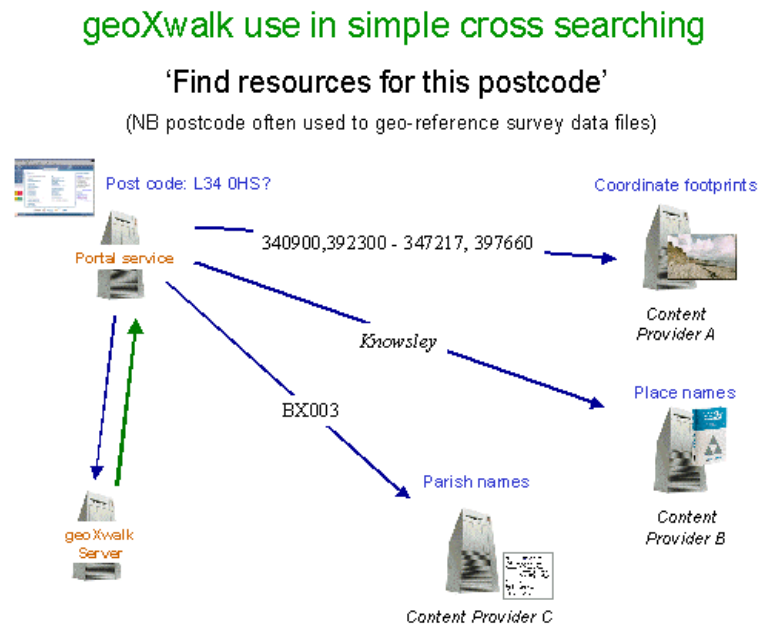 geoXwalk use in simple cross searching
'Find resources for this postcode'
(NB postcode often used to geo-reference survey data files)
Post code: L34 0HS?
Coordinate footprints
340900,392300 - 347217, 397660
Portal service
Content
Provider A
Knowsley
Place names
BX003
Parish names
Content
Provider B
geoXwalk
Server
Content Provider C